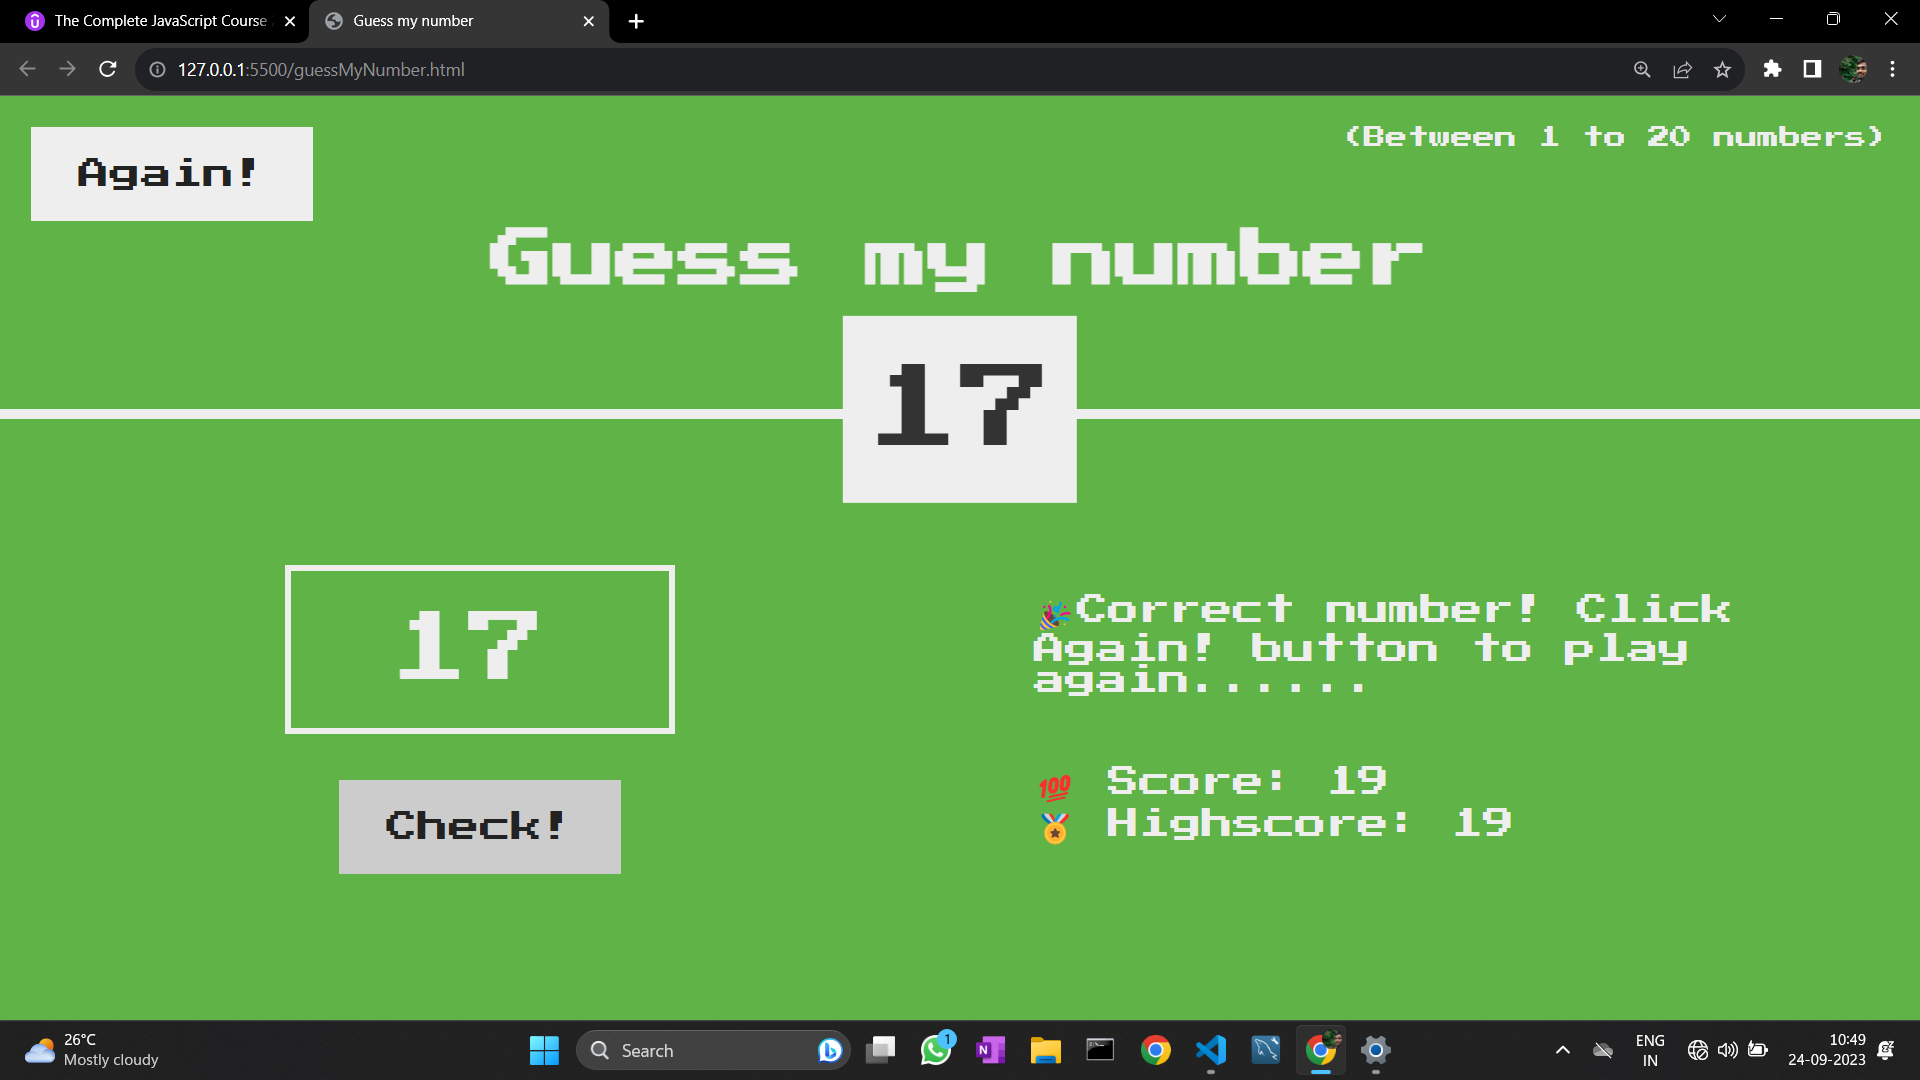 The Complete JavaScript Course
Guess my number
127.0.0.1:5500/guessMyNumber.html
Again!
(Between 1 to 20 numbers)
Guess my number
17
17
🎉Correct number! Click
Again! button to play
again......
Check!
💯 Score: 19
🏅 Highscore: 19
26°C
Mostly cloudy
Search
1
N
ENG
IN
10:49
24-09-2023